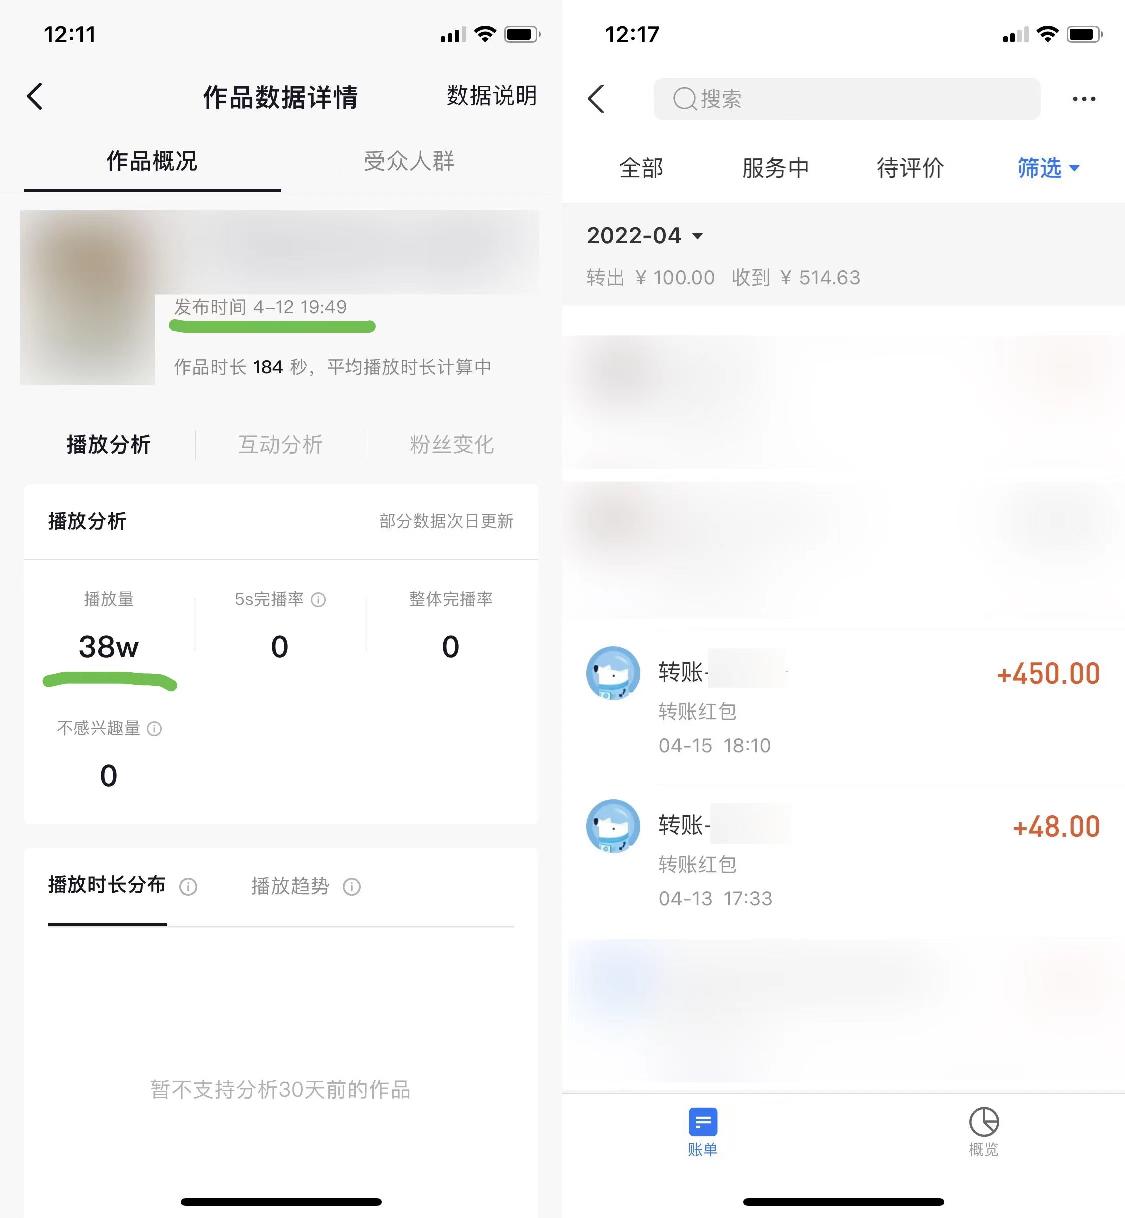 12:11
作品数据详情
数据说明
作品概况
受众人群
发布时间 4-12 19:49
作品时长 184 秒，平均播放时长计算中
播放分析
互动分析
粉丝变化
播放分析
部分数据次日更新
播放量
5s完播率
整体完播率
38w
0
0
不感兴趣量
0
播放时长分布
播放趋势
暂不支持分析30天前的作品
12:17
搜索
全部
服务中
待评价
筛选
2022-04
转出 ¥ 100.00 收到 ¥ 514.63
转账-
+450.00
转账红包
04-15 18:10
转账-
+48.00
转账红包
04-13 17:33
账单
概览